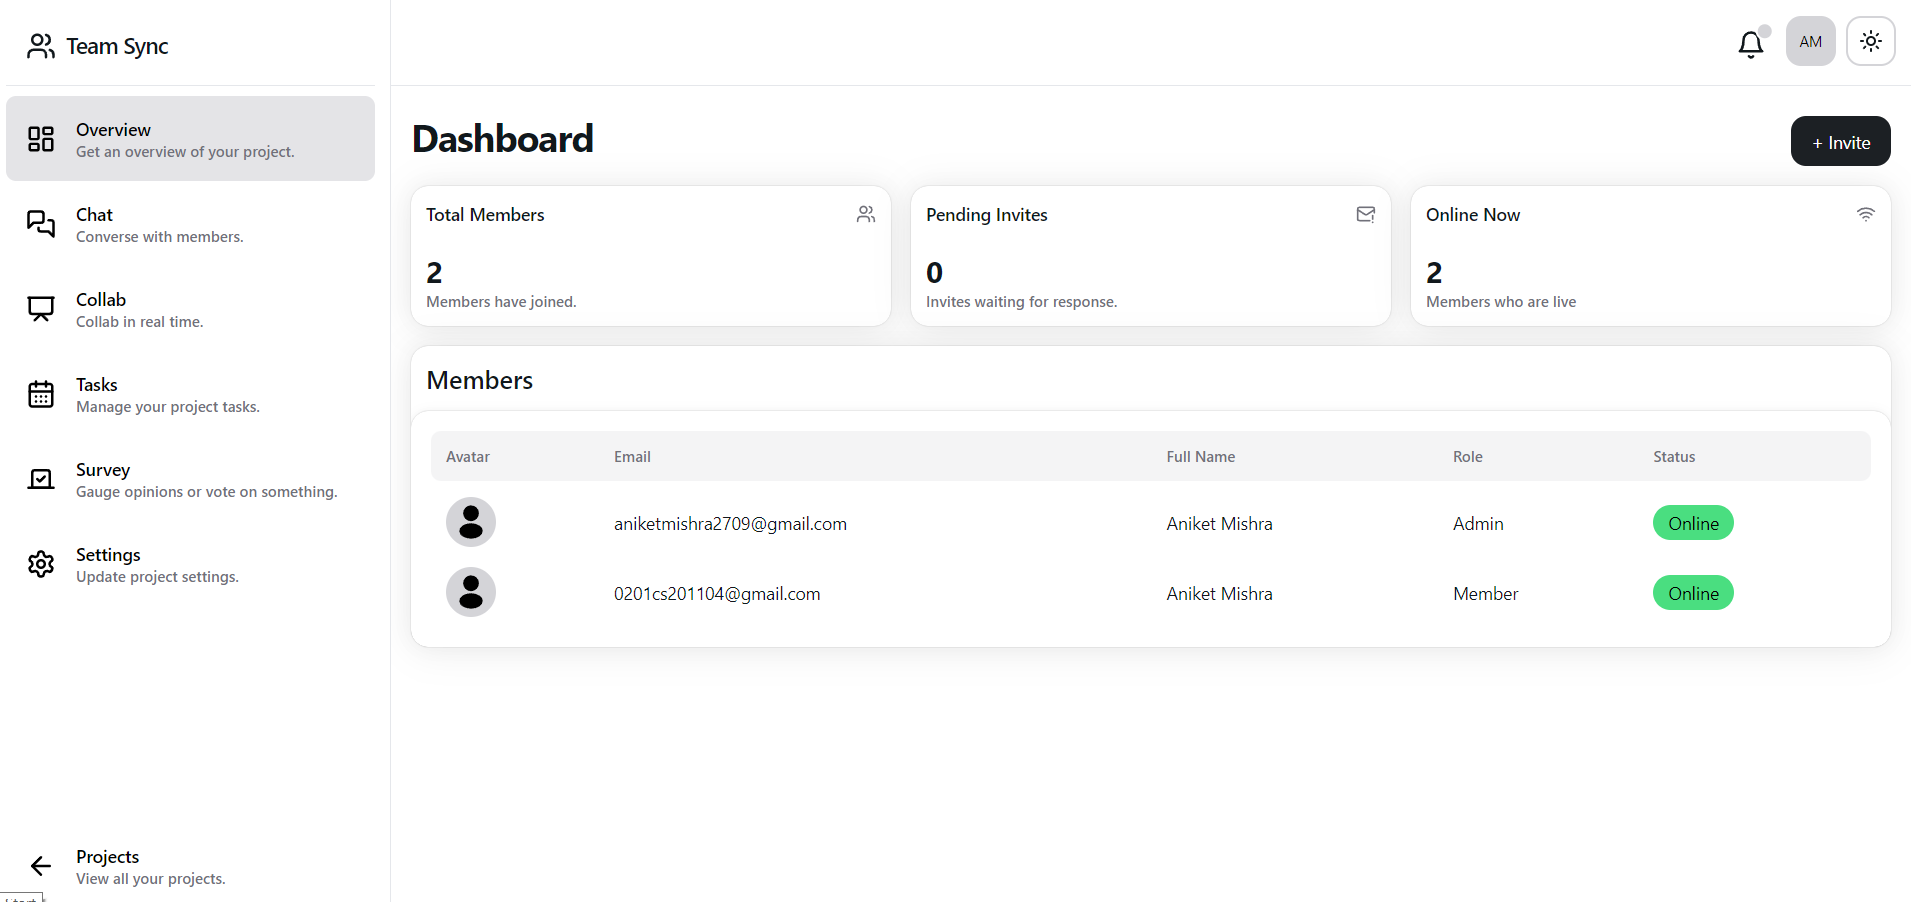 Team Sync
AM
Overview
Get an overview of your project.
Chat
Converse with members.
Collab
Collab in real time.
Tasks
Manage your project tasks.
Survey
Gauge opinions or vote on something.
Settings
Update project settings.
Projects
View all your projects.
Dashboard
+ Invite
Total Members
2
Members have joined.
Pending Invites
0
Invites waiting for response.
Online Now
2
Members who are live
Members
Avatar Email Full Name Role Status
aniketmishra2709@gmail.com Aniket Mishra Admin Online
0201cs201104@gmail.com Aniket Mishra Member Online